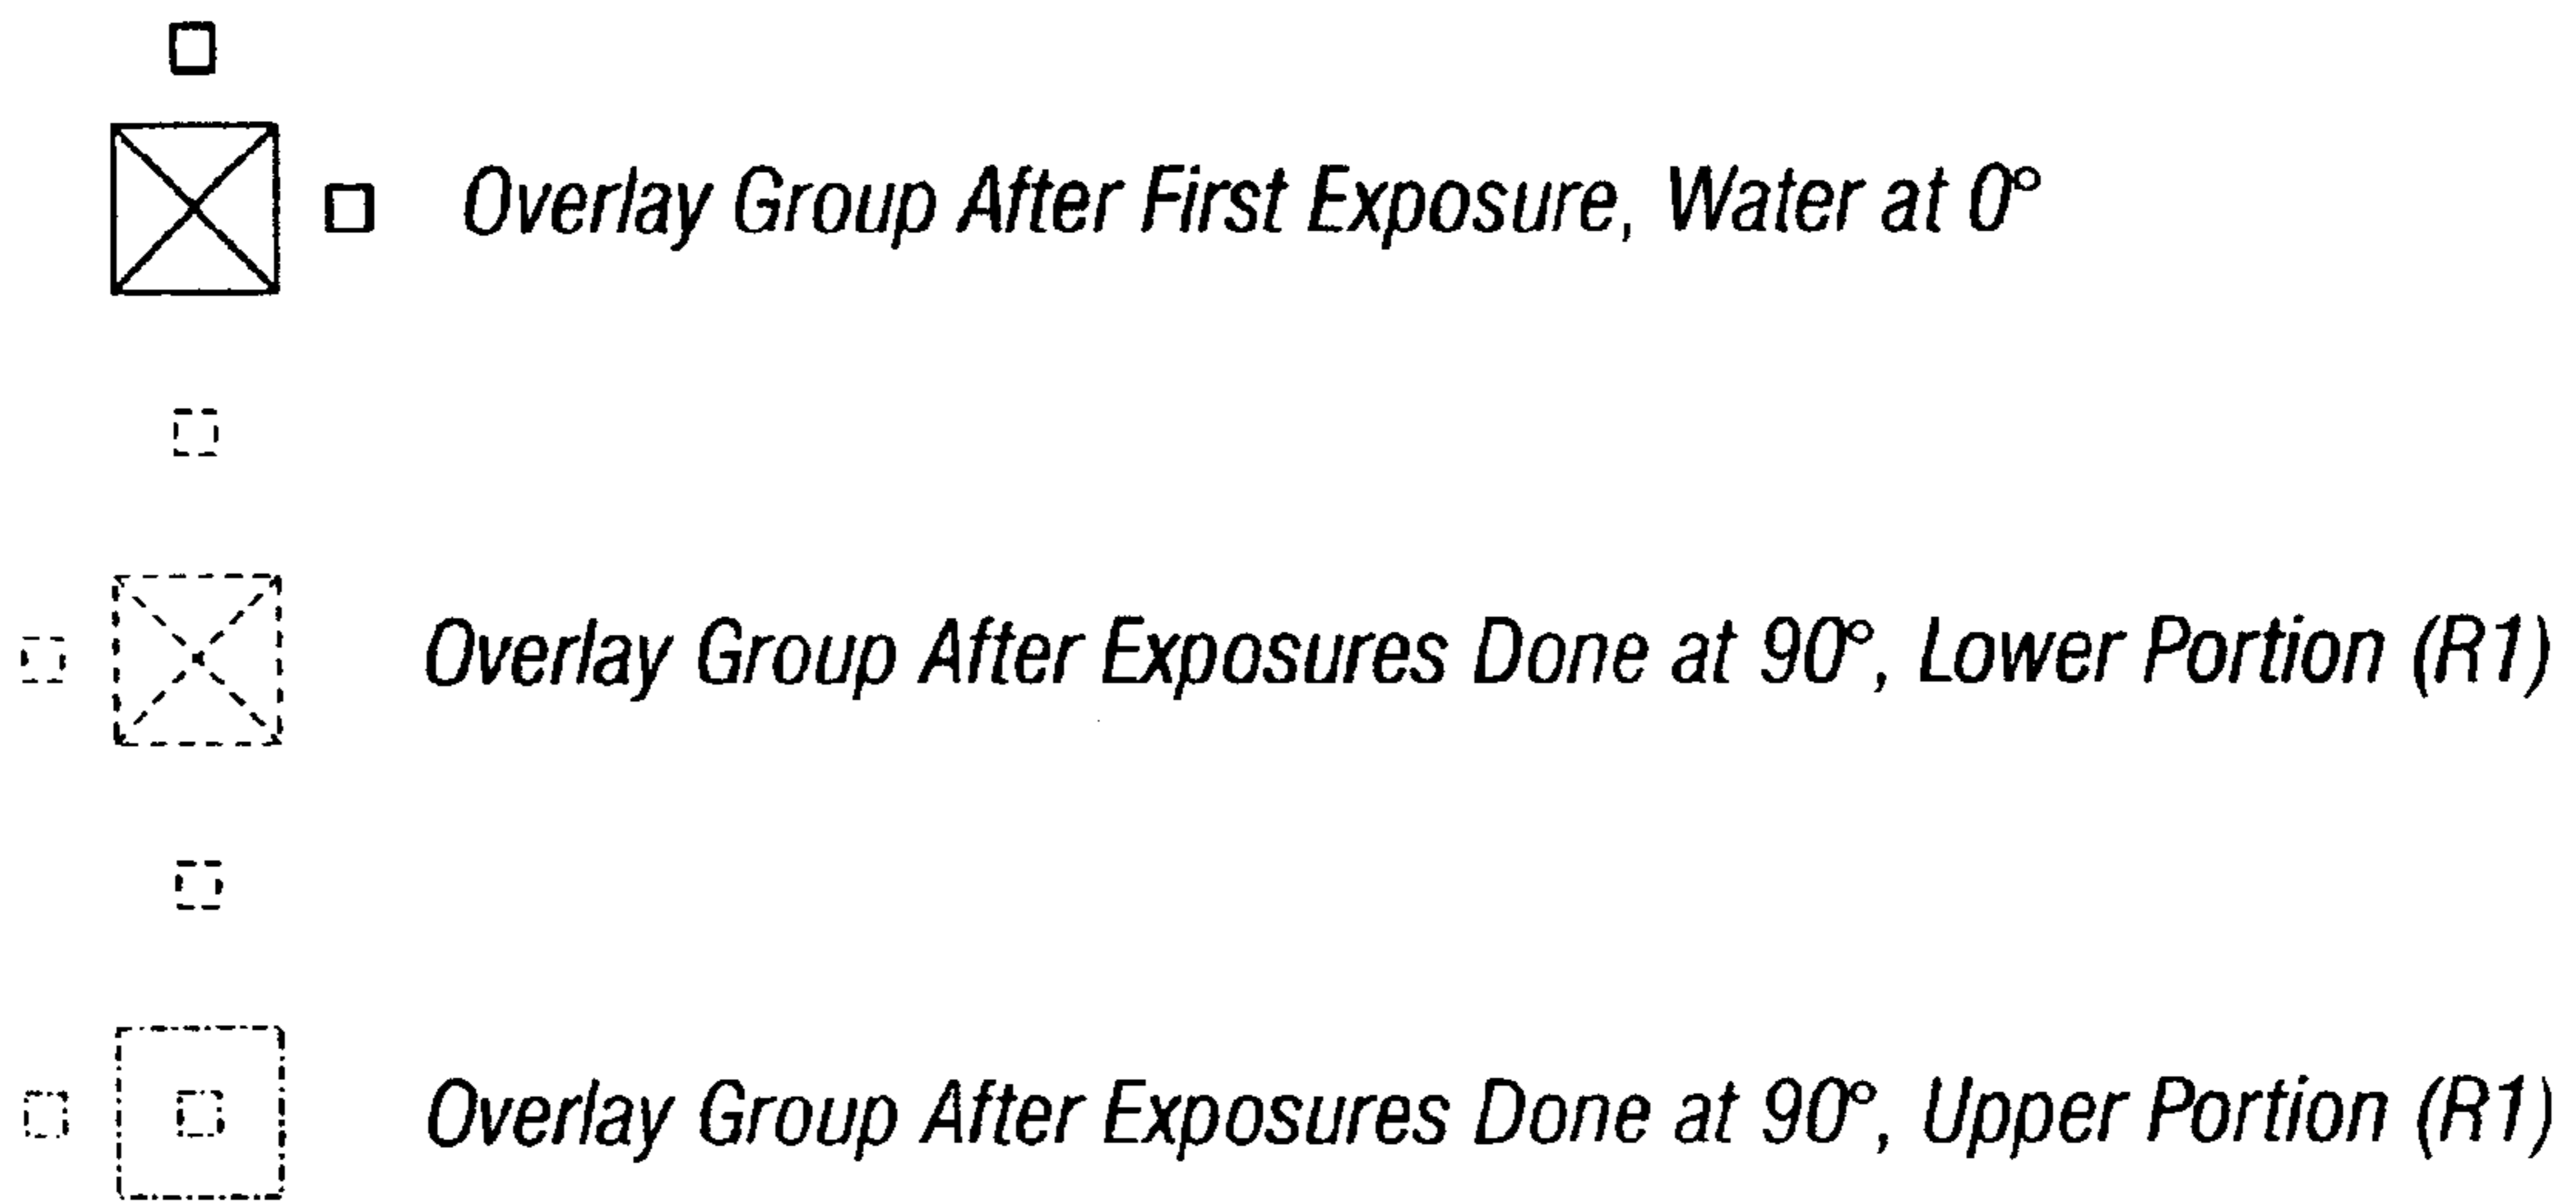 Overlay Group After First Exposure, Water at 0°
Overlay Group After Exposures Done at 90°, Lower Portion (R1)
Overlay Group After Exposures Done at 90°, Upper Portion (R1)